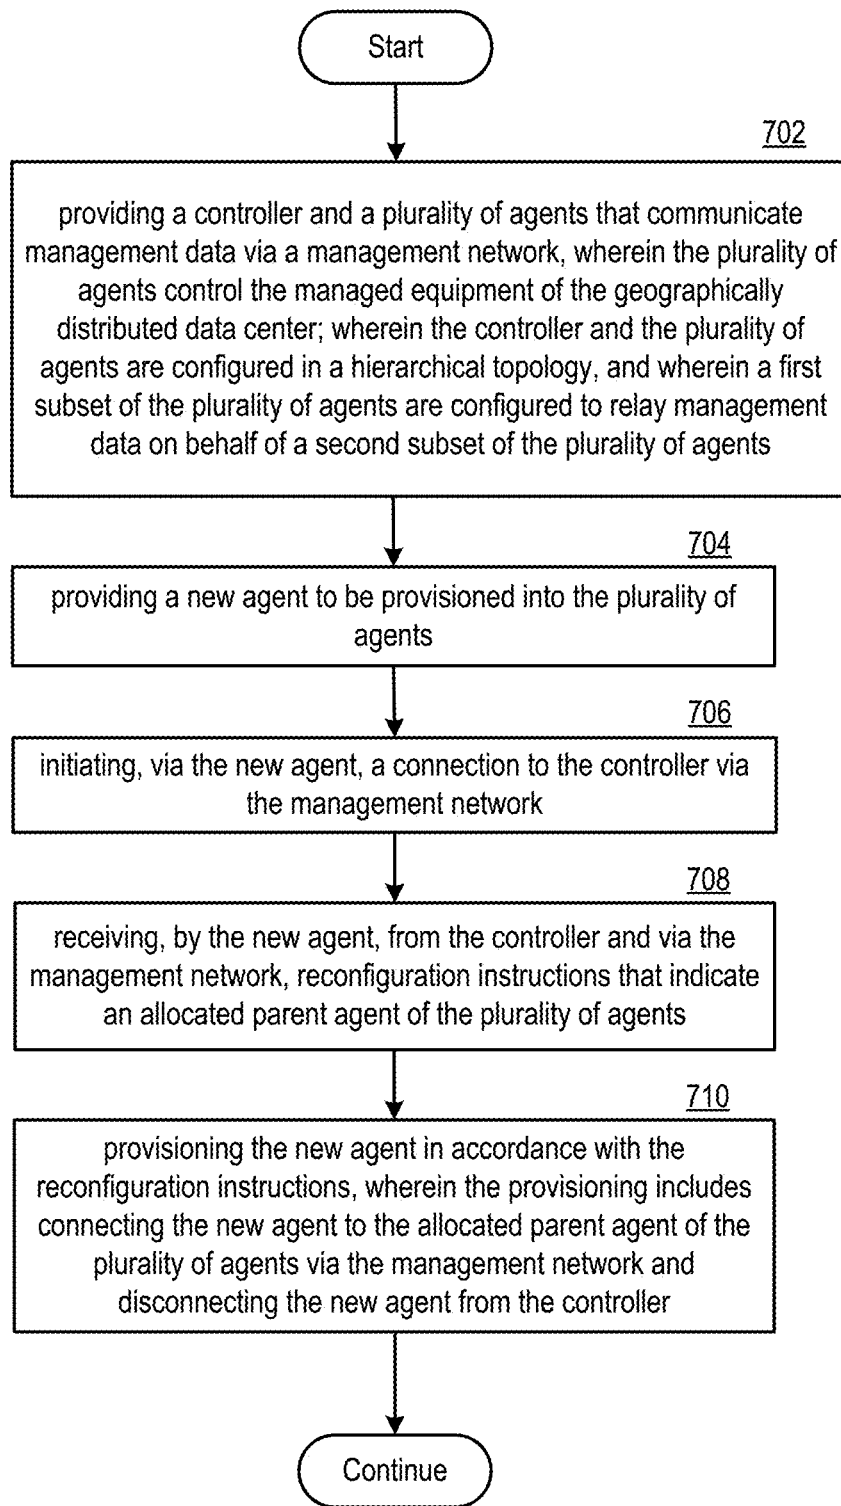 Start
702
providing a controller and a plurality of agents that communicate
management data via a management network, wherein the plurality of
agents control the managed equipment of the geographically
distributed data center; wherein the controller and the plurality of
agents are configured in a hierarchical topology, and wherein a first
subset of the plurality of agents are configured to relay management
data on behalf of a second subset of the plurality of agents
704
providing a new agent to be provisioned into the plurality of
agents
706
initiating, via the new agent, a connection to the controller via
the management network
708
receiving, by the new agent, from the controller and via the
management network, reconfiguration instructions that indicate
an allocated parent agent of the plurality of agents
710
provisioning the new agent in accordance with the
reconfiguration instructions, wherein the provisioning includes
connecting the new agent to the allocated parent agent of the
plurality of agents via the management network and
disconnecting the new agent from the controller
Continue